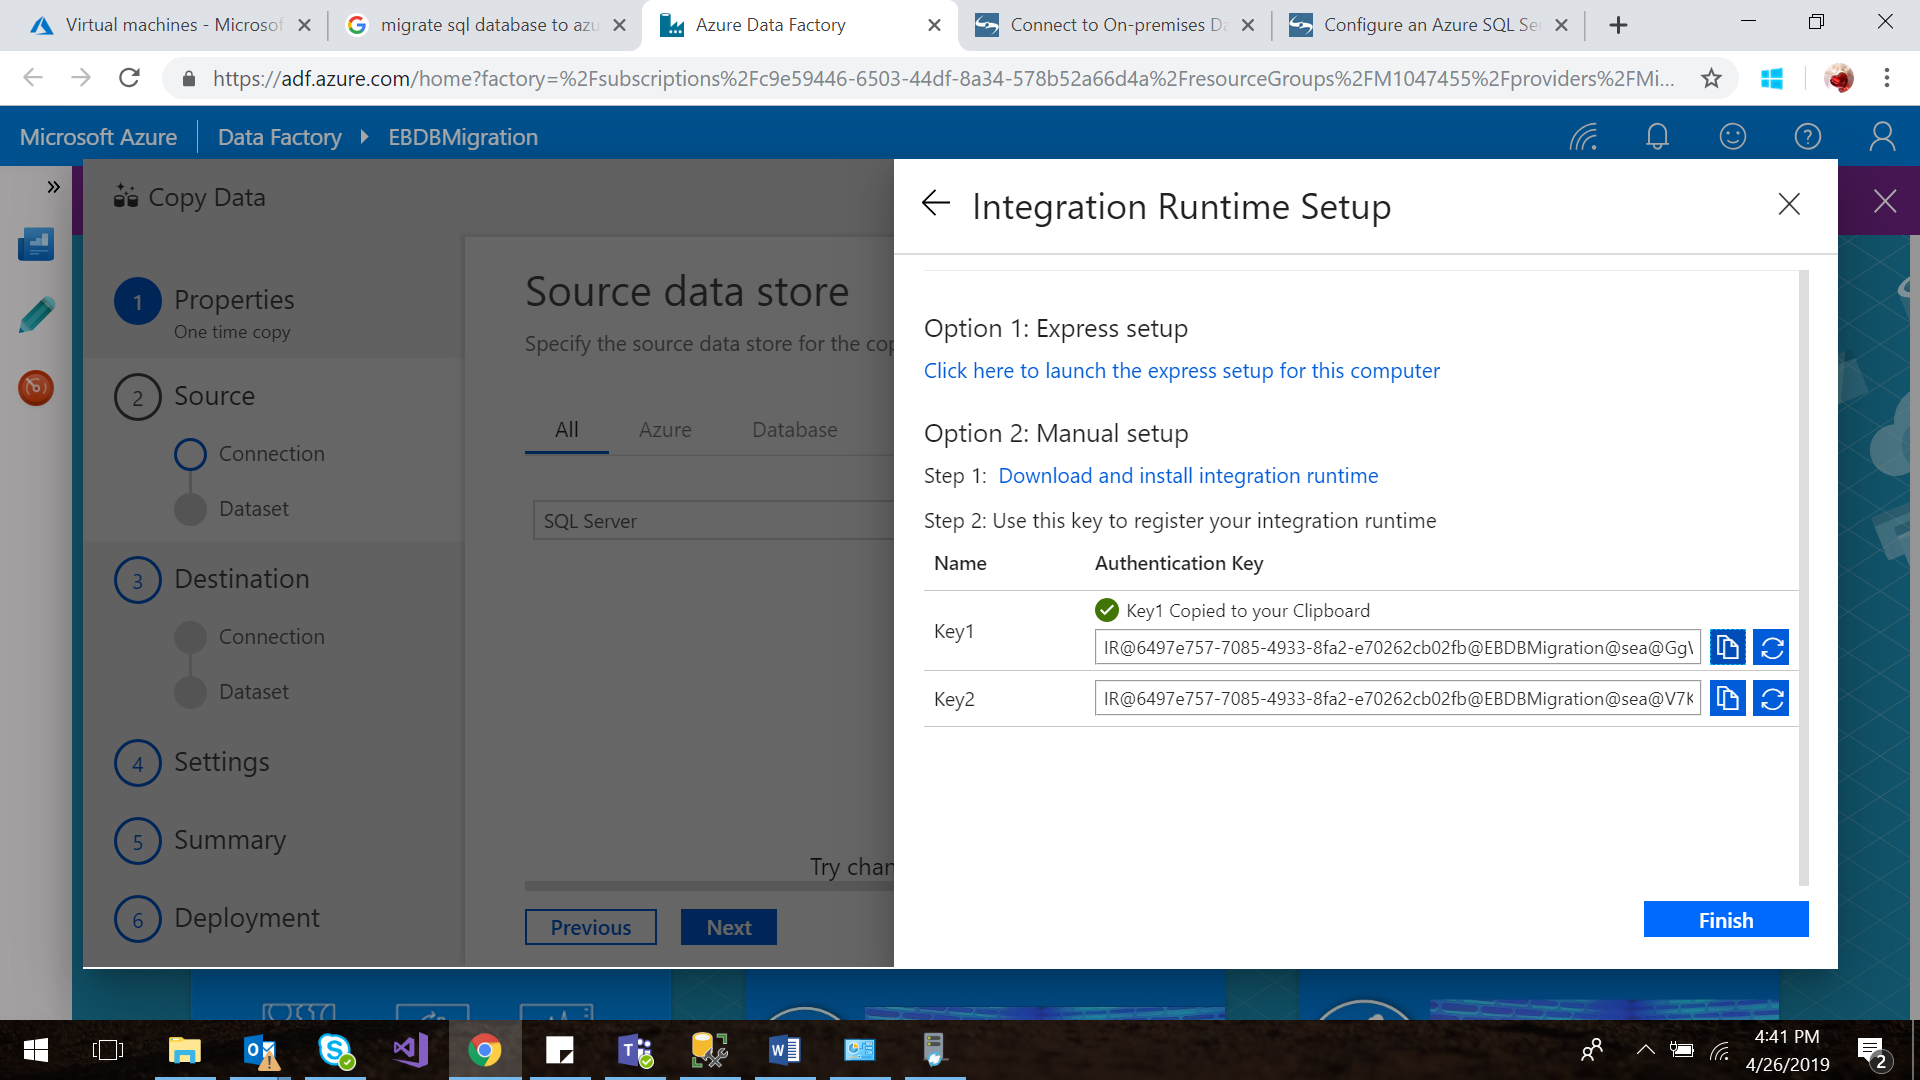 Virtual machines - Microsof
migrate sql database to azu
Azure Data Factory
Connect to On-premises Da
Configure an Azure SQL Se
https://adf.azure.com/home?factory=%2Fsubscriptions%2Fc9e59446-6503-44df-8a34-578b52a66d4a%2FresourceGroups%2FM1047455%2Fproviders%2FMi...
Microsoft Azure
Data Factory
EBDBMigration
Copy Data
1
Properties
One time copy
2
Source
Connection
Dataset
3
Destination
Connection
Dataset
4
Settings
5
Summary
6
Deployment
Source data store
Specify the source data store for the cop
All
Azure
Database
SQL Server
Try chan
Previous
Next
Integration Runtime Setup
Option 1: Express setup
Click here to launch the express setup for this computer
Option 2: Manual setup
Step 1: Download and install integration runtime
Step 2: Use this key to register your integration runtime
Name
Authentication Key
Key1
Key1 Copied to your Clipboard
IR@6497e757-7085-4933-8fa2-e70262cb02fb@EBDBMigration@sea@Gg
Key2
IR@6497e757-7085-4933-8fa2-e70262cb02fb@EBDBMigration@sea@V7K
Finish
4:41 PM
4/26/2019
2